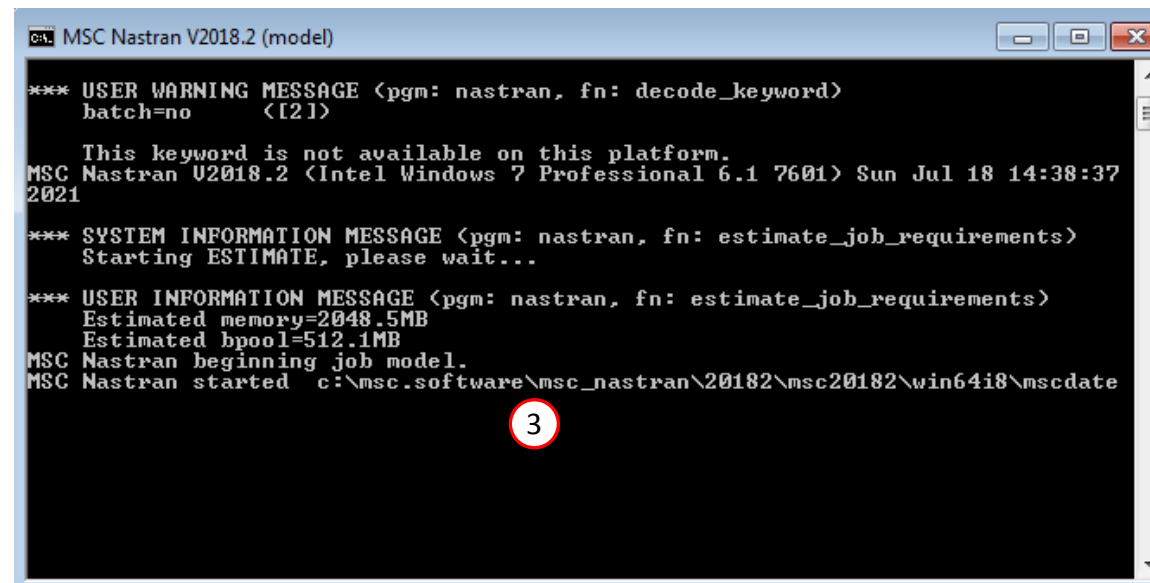 MSC Nastran V2018.2 (model)
*** USER WARNING MESSAGE (pgm: nastran, fn: decode_keyword)
batch=no     ([2])
This keyword is not available on this platform.
MSC Nastran V2018.2 (Intel Windows 7 Professional 6.1 7601) Sun Jul 18 14:38:37
2021
*** SYSTEM INFORMATION MESSAGE (pgm: nastran, fn: estimate_job_requirements)
Starting ESTIMATE, please wait...
*** USER INFORMATION MESSAGE (pgm: nastran, fn: estimate_job_requirements)
Estimated memory=2048.5MB
Estimated bpool=512.1MB
MSC Nastran beginning job model.
MSC Nastran started  c:\msc.software\msc_nastran\20182\msc20182\win64i8\mscdate
3